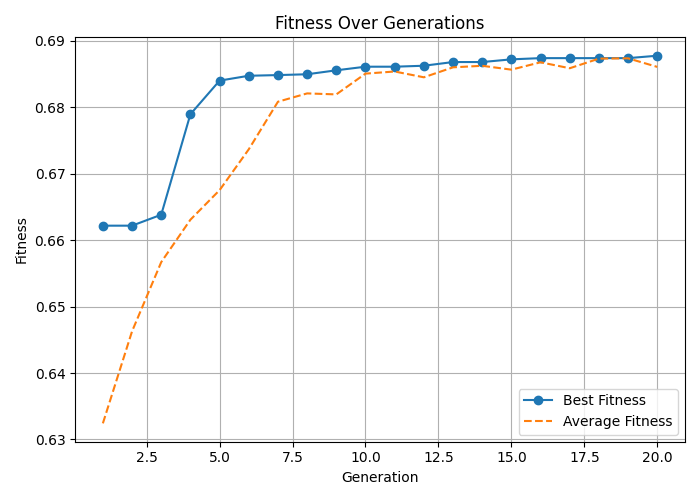 Fitness Over Generations
Fitness
0.69
0.68
0.67
0.66
0.65
0.64
0.63
Best Fitness
Average Fitness
2.5 5.0 7.5 10.0 12.5 15.0 17.5 20.0
Generation